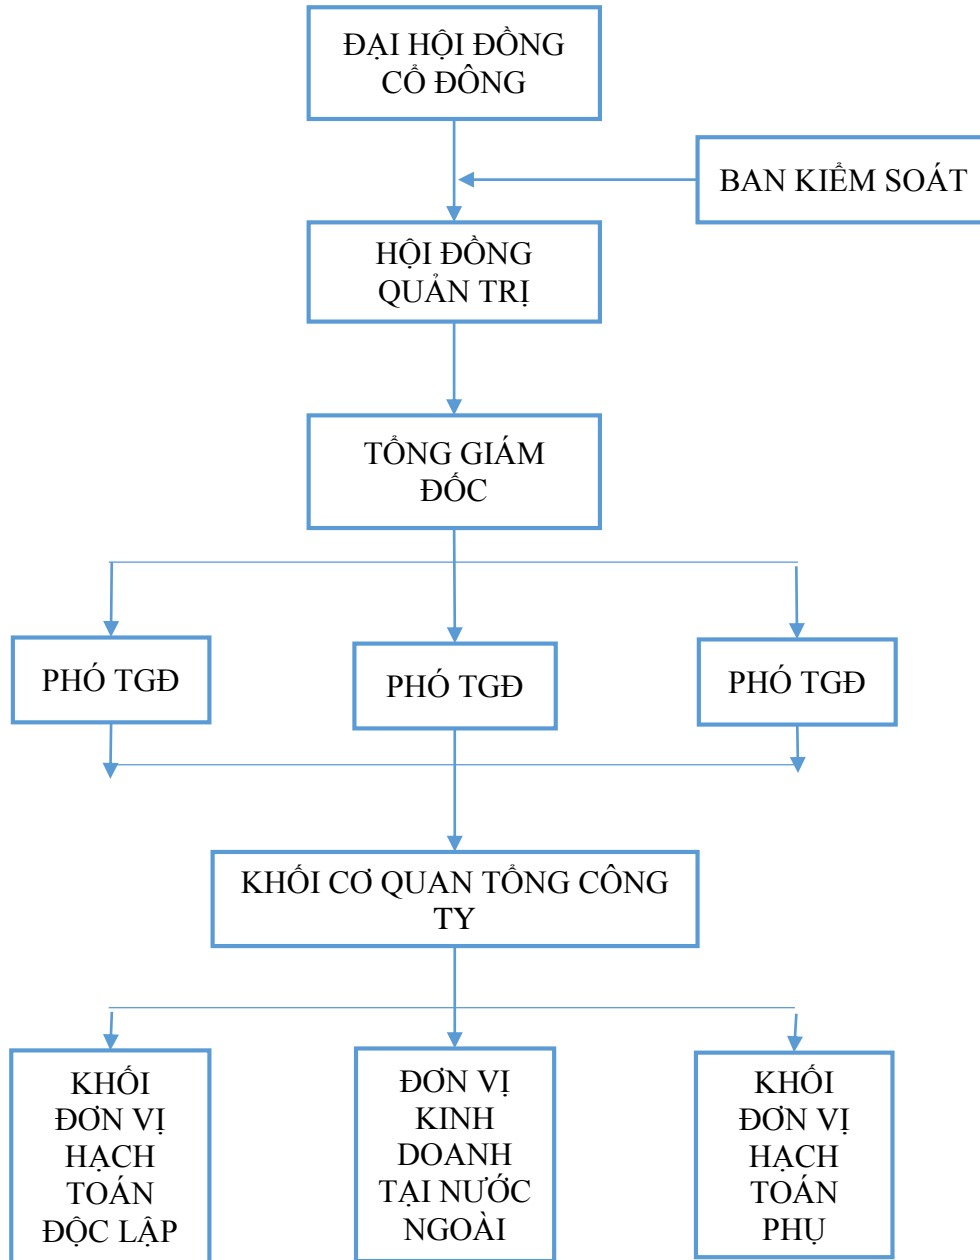 ĐẠI HỘI ĐỒNG
CỔ ĐÔNG
BAN KIỂM SOÁT
HỘI ĐỒNG
QUẢN TRỊ
TỔNG GIÁM
ĐỐC
PHÓ TGĐ
PHÓ TGĐ
PHÓ TGĐ
KHỐI CƠ QUAN TỔNG CÔNG
TY
KHỐI
ĐƠN VỊ
HẠCH
TOÁN
ĐỘC LẬP
ĐƠN VỊ
KINH
DOANH
TẠI NƯỚC
NGOÀI
KHỐI
ĐƠN VỊ
HẠCH
TOÁN
PHỤ